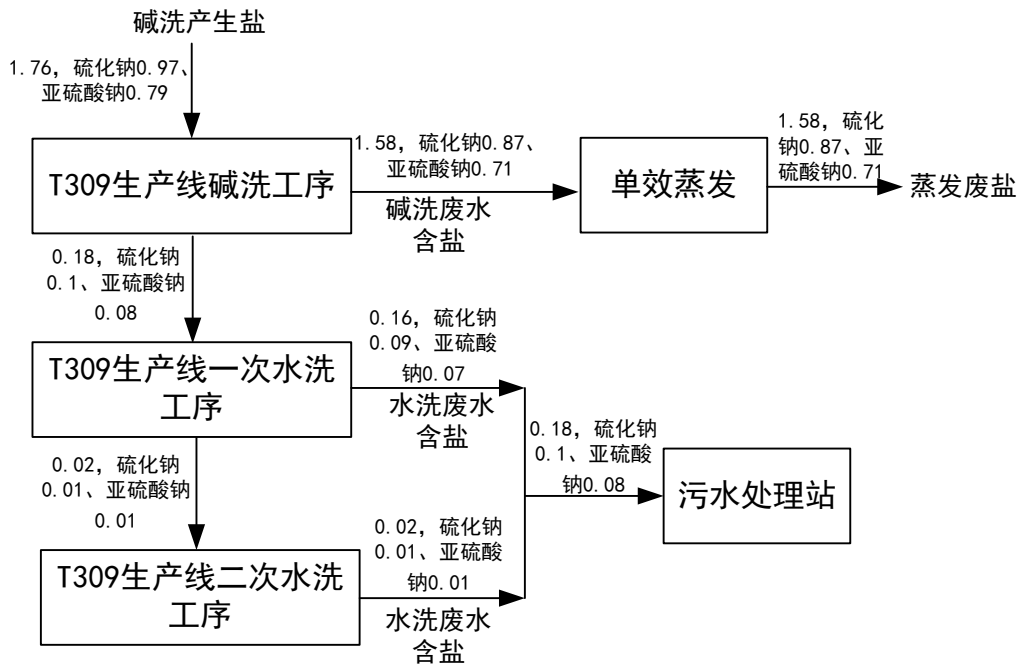 碱洗产生盐
1.76，硫化钠0.97、
亚硫酸钠0.79
T309生产线碱洗工序
1.58，硫化钠0.87、
亚硫酸钠0.71
碱洗废水
含盐
单效蒸发
1.58，硫化
钠0.87、亚
硫酸钠0.71
蒸发废盐
0.18，硫化钠
0.1、亚硫酸钠
0.08
T309生产线一次水洗
工序
0.16，硫化钠
0.09、亚硫酸
钠0.07
水洗废水
含盐
0.18，硫化钠
0.1、亚硫酸
钠0.08
污水处理站
0.02，硫化钠
0.01、亚硫酸钠
0.01
T309生产线二次水洗
工序
0.02，硫化钠
0.01、亚硫酸
钠0.01
水洗废水
含盐